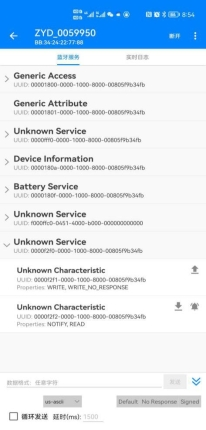 8:54
ZYD_0059950
BB:34:24:22:77:88
断开
蓝牙服务
实时日志
Generic Access
UUID: 00001800-0000-1000-8000-00805f9b34fb
Generic Attribute
UUID: 00001801-0000-1000-8000-00805f9b34fb
Unknown Service
UUID: 0000fff0-0000-1000-8000-00805f9b34fb
Device Information
UUID: 0000180a-0000-1000-8000-00805f9b34fb
Battery Service
UUID: 0000180f-0000-1000-8000-00805f9b34fb
Unknown Service
UUID: f000ffc0-0451-4000-b000-000000000000
Unknown Service
UUID: 0000f2f0-0000-1000-8000-00805f9b34fb
Unknown Characteristic
UUID: 0000f2f1-0000-1000-8000-00805f9b34fb
Properties: WRITE, WRITE_NO_RESPONSE
Unknown Characteristic
UUID: 0000f2f2-0000-1000-8000-00805f9b34fb
Properties: NOTIFY, READ
数据格式: 任意字符
发送
us-ascii
Default No Response Signed
循环发送 延时(ms): 1500